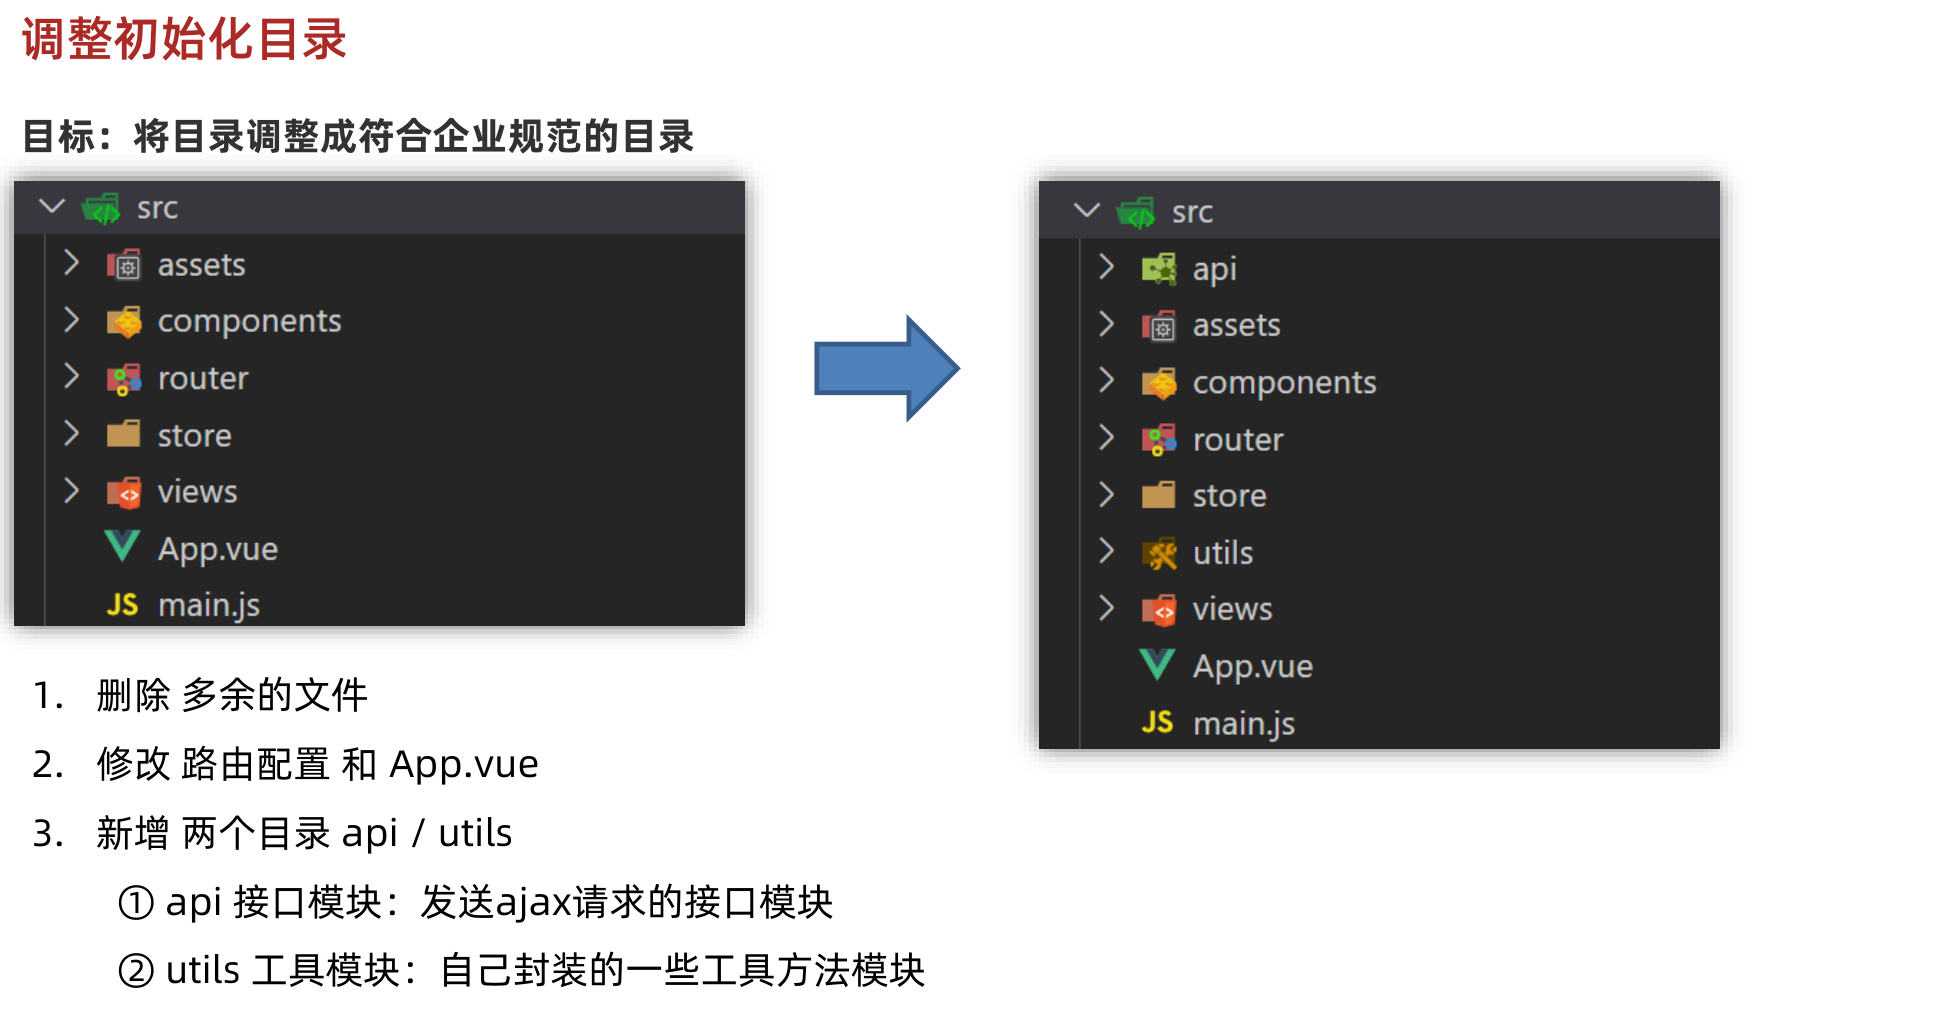 调整初始化目录
目标：将目录调整成符合企业规范的目录
src
assets
components
router
store
views
App.vue
JS main.js
src
api
assets
components
router
store
utils
views
App.vue
JS main.js
1. 删除 多余的文件
2. 修改 路由配置 和 App.vue
3. 新增 两个目录 api / utils
① api 接口模块：发送ajax请求的接口模块
② utils 工具模块：自己封装的一些工具方法模块